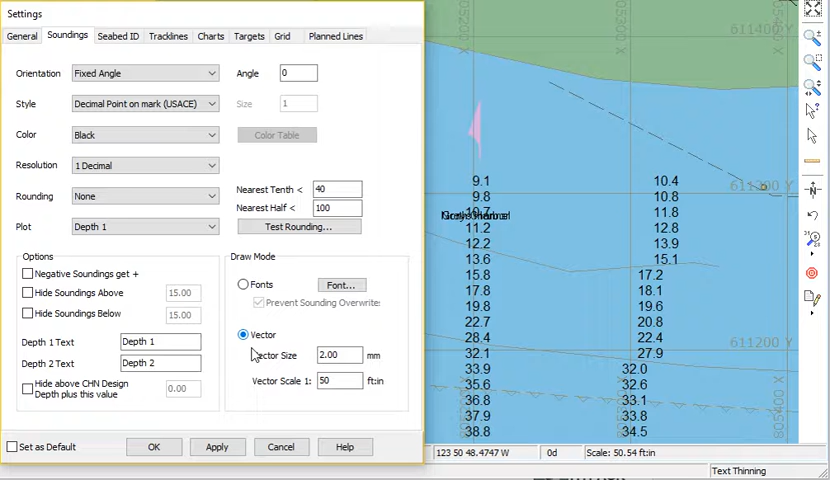 Settings
General Soundings Seabed ID Tracklines Charts Targets Grid Planned Lines
Orientation Fixed Angle Angle 0
Style Decimal Point on mark (USACE) Size 1
Color Black Color Table
Resolution 1 Decimal
Rounding None Nearest Tenth < 40
Nearest Half < 100
Plot Depth 1 Test Rounding...
Options Draw Mode
Negative Soundings get +
Fonts Font...
Hide Soundings Above 15.00
Prevent Sounding Overwrites
Hide Soundings Below 15.00
Vector
Depth 1 Text Depth 1
Vector Size 2.00 mm
Depth 2 Text Depth 2
Hide above CHN Design
Depth plus this value 0.00
Vector Scale 1: 50 ft:in
Set as Default OK Apply Cancel Help
805200 X
805300 X
611400 Y
9.1 10.4
611300 Y
9.8 10.8
10.7 11.8
11.2 12.8
12.2 13.9
13.6 15.1
15.8 17.2
17.8 18.1
19.8 19.6
22.7 20.8
28.4 22.4
611200 Y
32.1 27.9
33.9 32.0
35.6 32.6
36.8 33.1
37.9 33.8
38.8 34.5
805400 X
123 50 48.4747 W 0d Scale: 50.54 ft:in
Text Thinning